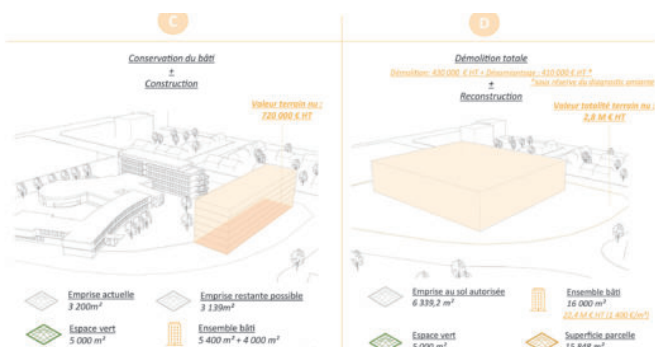 C
Conservation du bâti
+
Construction
Valeur terrain nu :
720 000 € HT
Emprise actuelle
3 200m²
Emprise restante possible
3 139m²
Espace vert
5 000 m²
Ensemble bâti
5 400 m² + 4 000 m²
D
Démolition totale
Démolition: 430 000 € HT + Désamiantage : 410 000 € HT *
*sous réserve du diagnostic amiante
+
Reconstruction
Valeur totalité terrain nu :
2,8 M € HT
Emprise au sol autorisée
6 339,2 m²
Ensemble bâti
16 000 m²
22,4 M € HT (1 400 €/m²)
Espace vert
5 000 m²
Superficie parcelle
15 848 m²